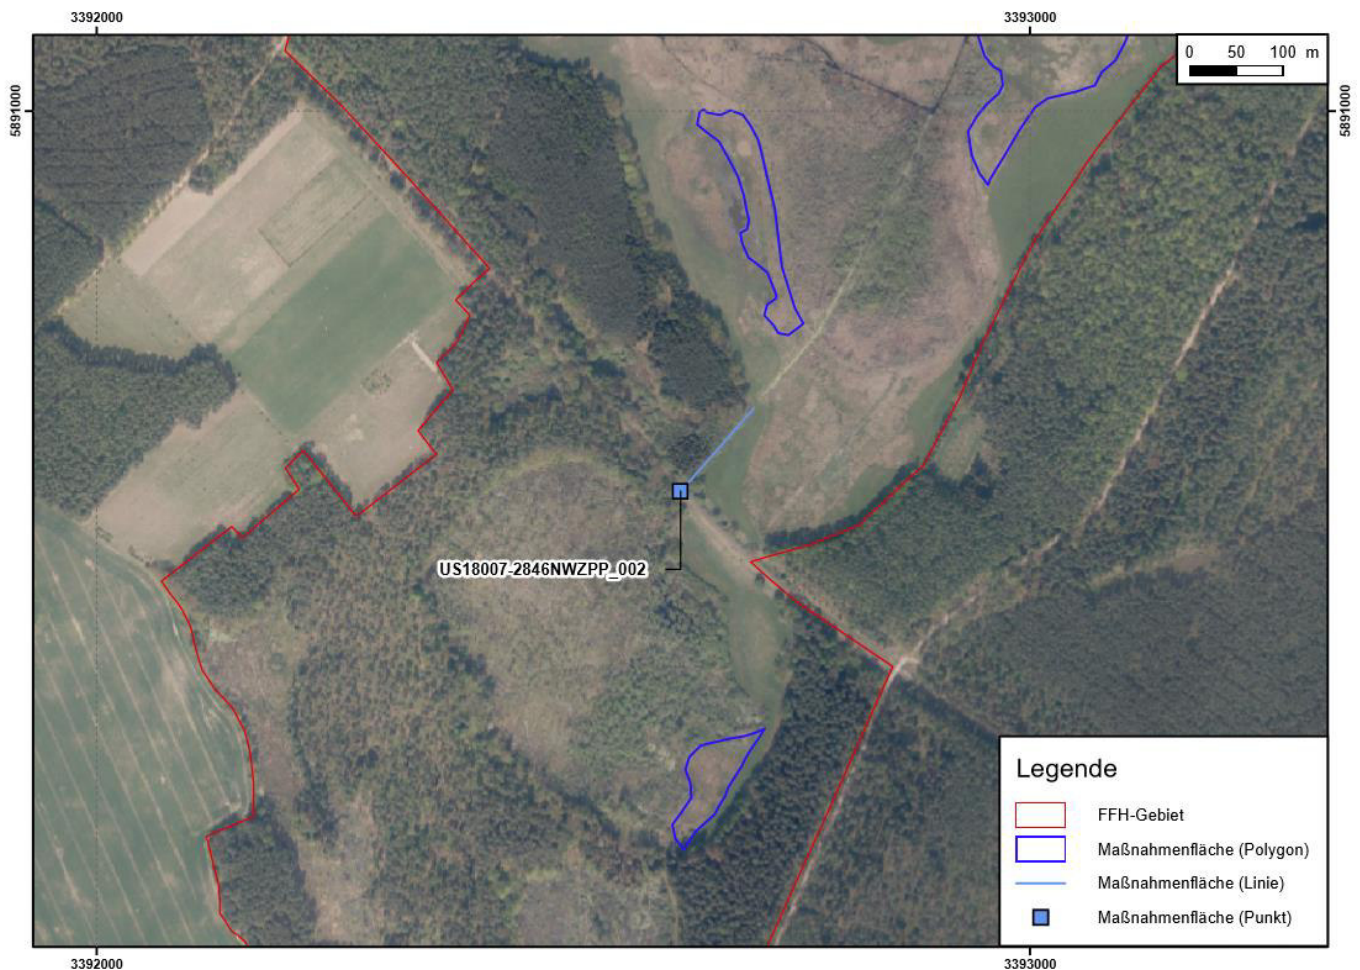 3392000
3393000
0 50 100 m
5891000
5891000
US18007-2846NWZPP_002
Legende
FFH-Gebiet
Maßnahmenfläche (Polygon)
Maßnahmenfläche (Linie)
Maßnahmenfläche (Punkt)
3392000
3393000